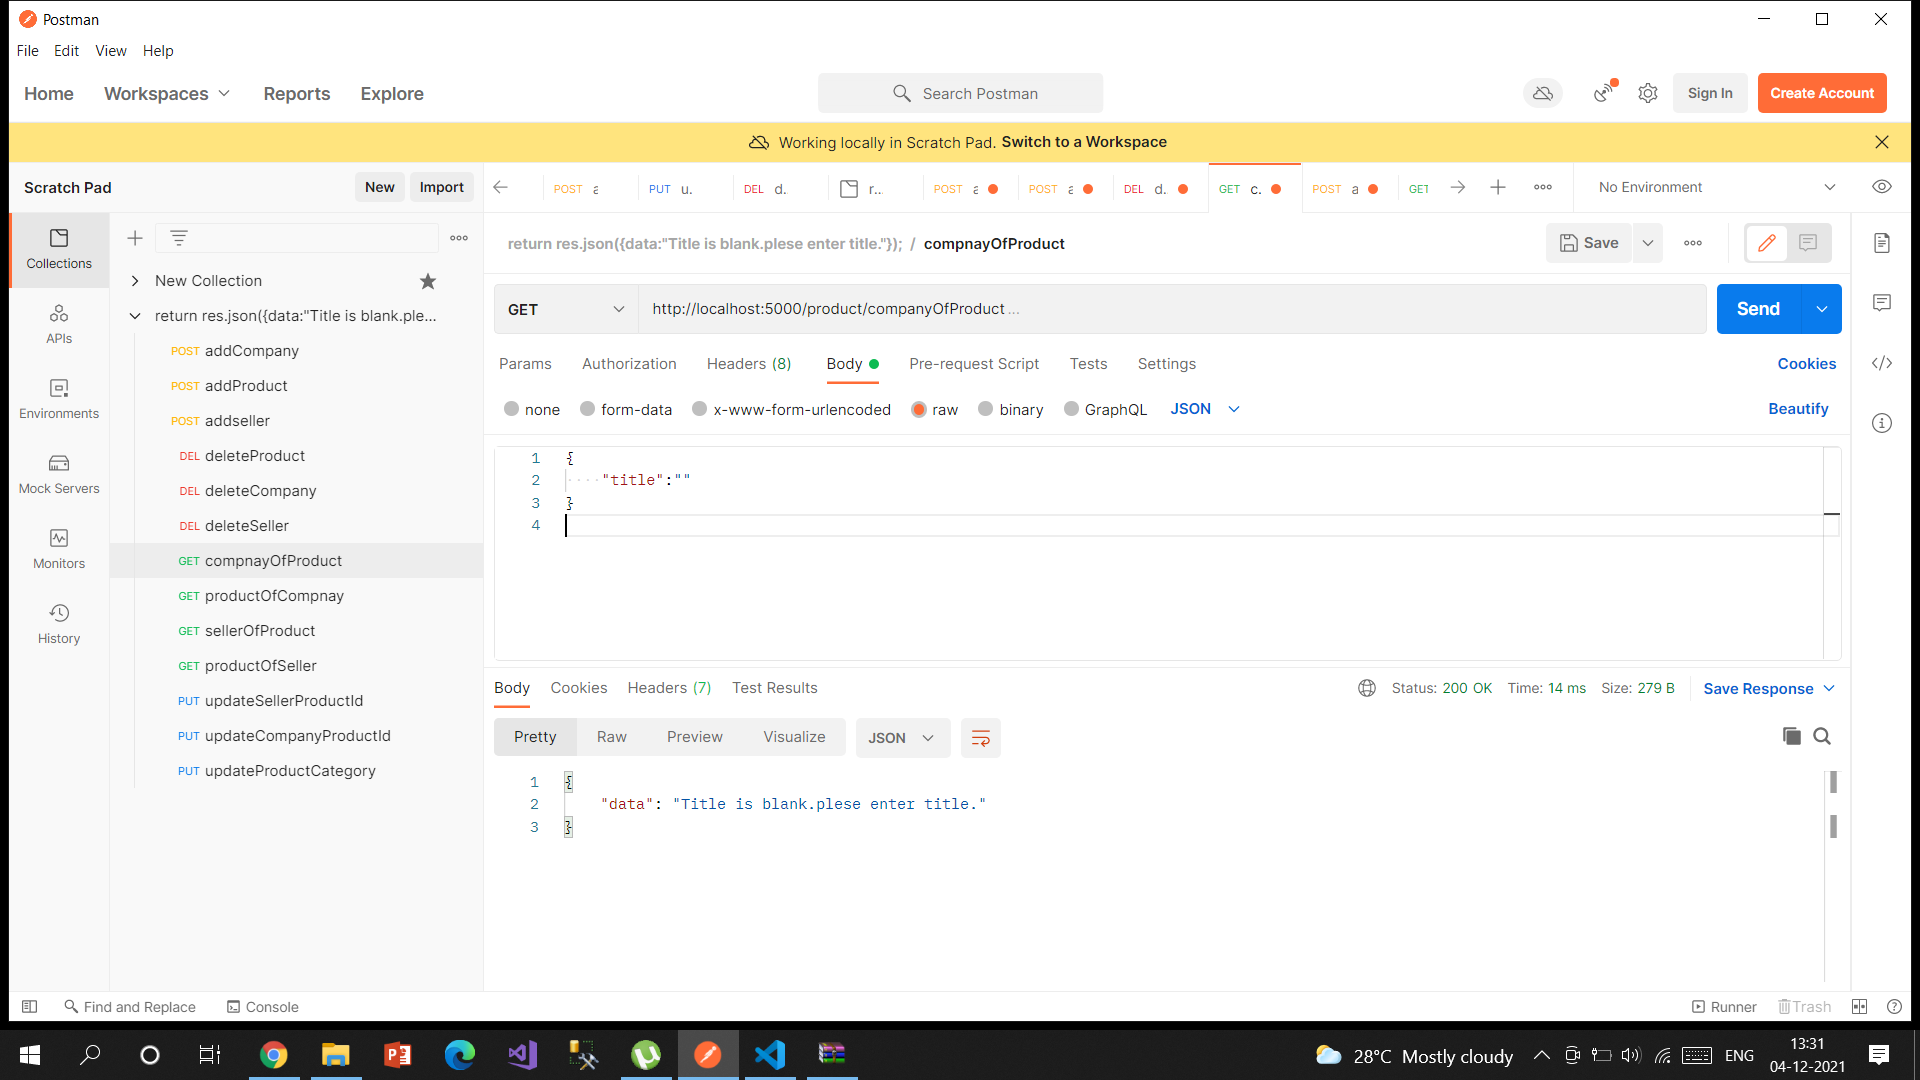 Postman
File Edit View Help
Home Workspaces Reports Explore Search Postman Sign In Create Account
Working locally in Scratch Pad. Switch to a Workspace
Scratch Pad New Import POST a PUT u. DEL d. r... POST a POST a DEL d. GET c. POST a GET No Environment
return res.json({data:"Title is blank.plese enter title."}); / compnayOfProduct Save
Collections
New Collection
return res.json({data:"Title is blank.ple...
GET http://localhost:5000/product/companyOfProduct ... Send
APIs
POST addCompany
Params Authorization Headers (8) Body Pre-request Script Tests Settings Cookies
POST addProduct
Environments
none form-data x-www-form-urlencoded raw binary GraphQL JSON Beautify
POST addseller
DEL deleteProduct
1 {
2 "title":""
3 }
4
Mock Servers
DEL deleteCompany
DEL deleteSeller
Monitors
GET compnayOfProduct
GET productOfCompnay
History
GET sellerOfProduct
GET productOfSeller
PUT updateSellerProductId
PUT updateCompanyProductId
PUT updateProductCategory
Body Cookies Headers (7) Test Results Status: 200 OK Time: 14 ms Size: 279 B Save Response
Pretty Raw Preview Visualize JSON
1 {
2 "data": "Title is blank.plese enter title."
3 }
Find and Replace Console Runner Trash
28°C Mostly cloudy ENG 13:31
04-12-2021